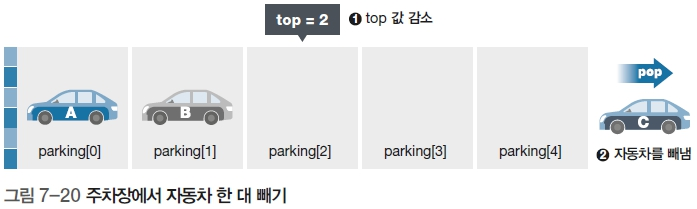 top = 2
❶ top 값 감소
A
B
pop
C
parking[0]
parking[1]
parking[2]
parking[3]
parking[4]
❷ 자동차를 빼냄
그림 7-20 주차장에서 자동차 한 대 빼기